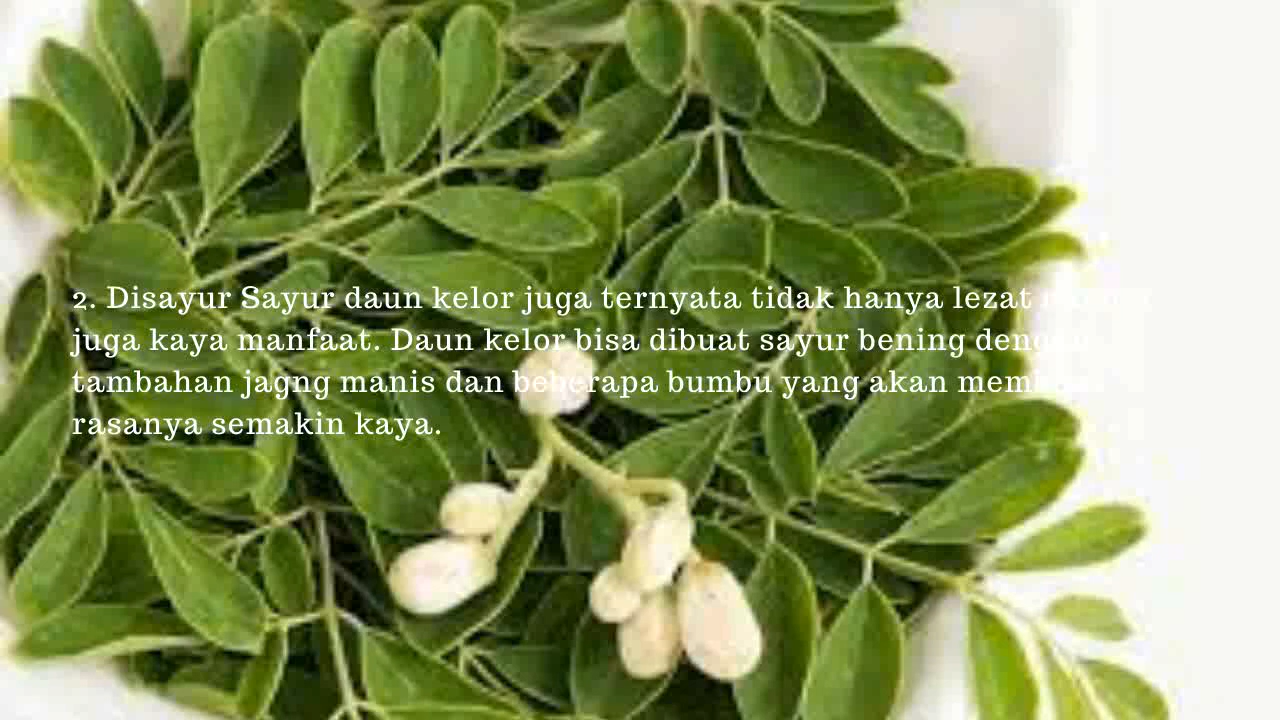 2. Disayur Sayur daun kelor juga ternyata tidak hanya lezat
juga kaya manfaat. Daun kelor bisa dibuat sayur bening dengan
tambahan jagng manis dan beberapa bumbu yang akan
rasanya semakin kaya.